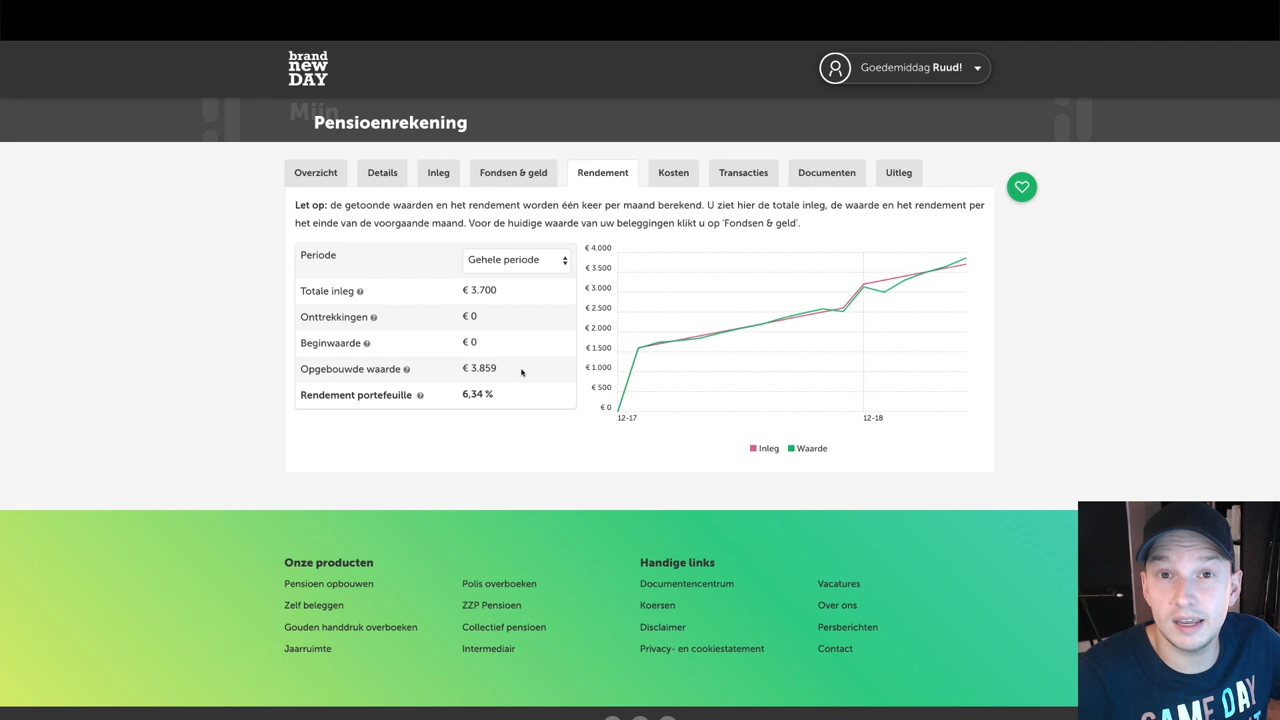 brand
new
DAY
Goedemiddag Ruud!
Mijn
Pensioenrekening
Overzicht
Details
Inleg
Fondsen & geld
Rendement
Kosten
Transacties
Documenten
Uitleg
Let op: de getoonde waarden en het rendement worden één keer per maand berekend. U ziet hier de totale inleg, de waarde en het rendement per
het einde van de voorgaande maand. Voor de huidige waarde van uw beleggingen klikt u op 'Fondsen & geld'.
Periode
Gehele periode
Totale inleg
€ 3.700
Onttrekkingen
€ 0
Beginwaarde
€ 0
Opgebouwde waarde
€ 3.859
Rendement portefeuille
6,34 %
€ 4.000
€ 3.500
€ 3.000
€ 2.500
€ 2.000
€ 1.500
€ 1.000
€ 500
€ 0
12-17
12-18
Inleg
Waarde
Onze producten
Pensioen opbouwen
Zelf beleggen
Gouden handdruk overboeken
Jaarruimte
Polis overboeken
ZZP Pensioen
Collectief pensioen
Intermediair
Handige links
Documentencentrum
Koersen
Disclaimer
Privacy- en cookiestatement
Vacatures
Over ons
Persberichten
Contact
GAME DAY